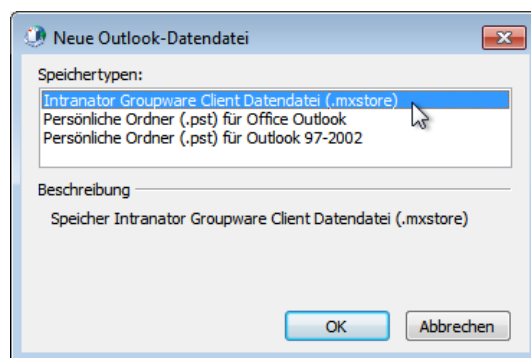 Neue Outlook-Datendatei
Speichertypen:
Intranator Groupware Client Datendatei (.mxstore)
Persönliche Ordner (.pst) für Office Outlook
Persönliche Ordner (.pst) für Outlook 97-2002
Beschreibung
Speicher Intranator Groupware Client Datendatei (.mxstore)
OK Abbrechen